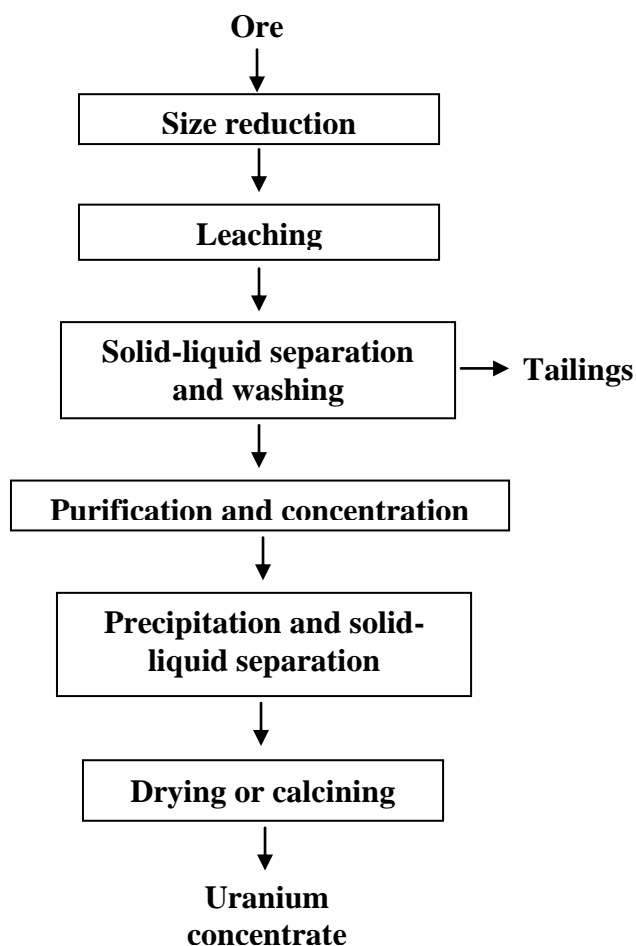 Ore
Size reduction
Leaching
Solid-liquid separation
and washing
Tailings
Purification and concentration
Precipitation and solid-
liquid separation
Drying or calcining
Uranium
concentrate